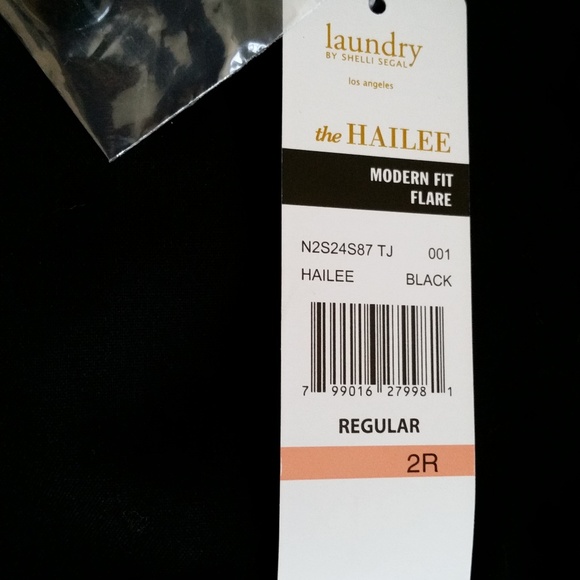 laundry
BY SHELLI SEGAL
los angeles
the HAILEE
MODERN FIT
FLARE
N2S24S87 TJ 001
HAILEE BLACK
7 99016 27998 1
REGULAR
2R